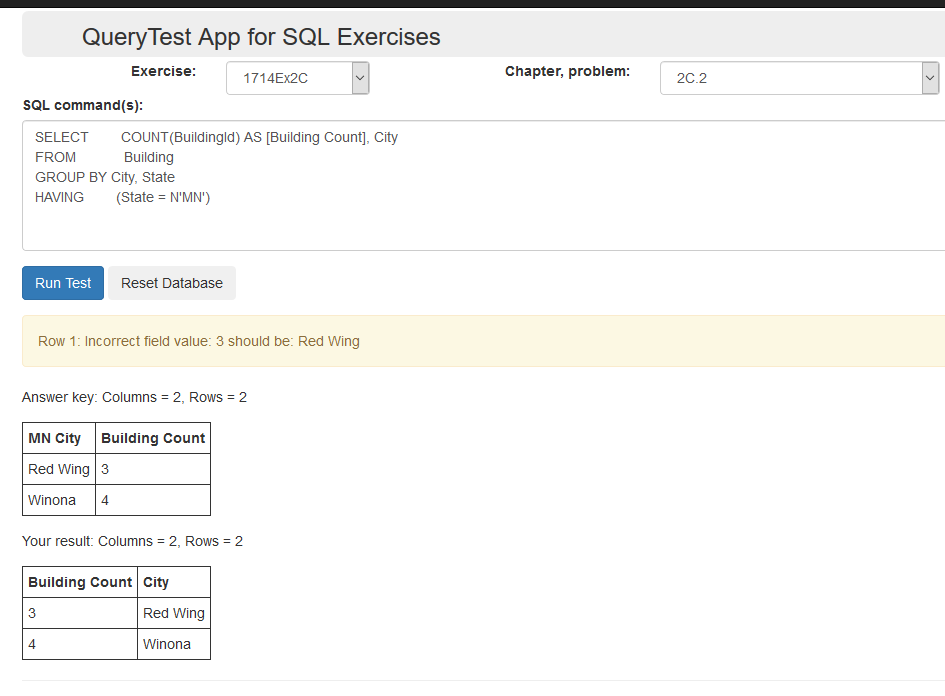 QueryTest App for SQL Exercises
Exercise: 1714Ex2C Chapter, problem: 2C.2
SQL command(s):
SELECT COUNT(BuildingId) AS [Building Count], City
FROM Building
GROUP BY City, State
HAVING (State = N'MN')
Run Test Reset Database
Row 1: Incorrect field value: 3 should be: Red Wing
Answer key: Columns = 2, Rows = 2
MN City Building Count
Red Wing 3
Winona 4
Your result: Columns = 2, Rows = 2
Building Count City
3 Red Wing
4 Winona